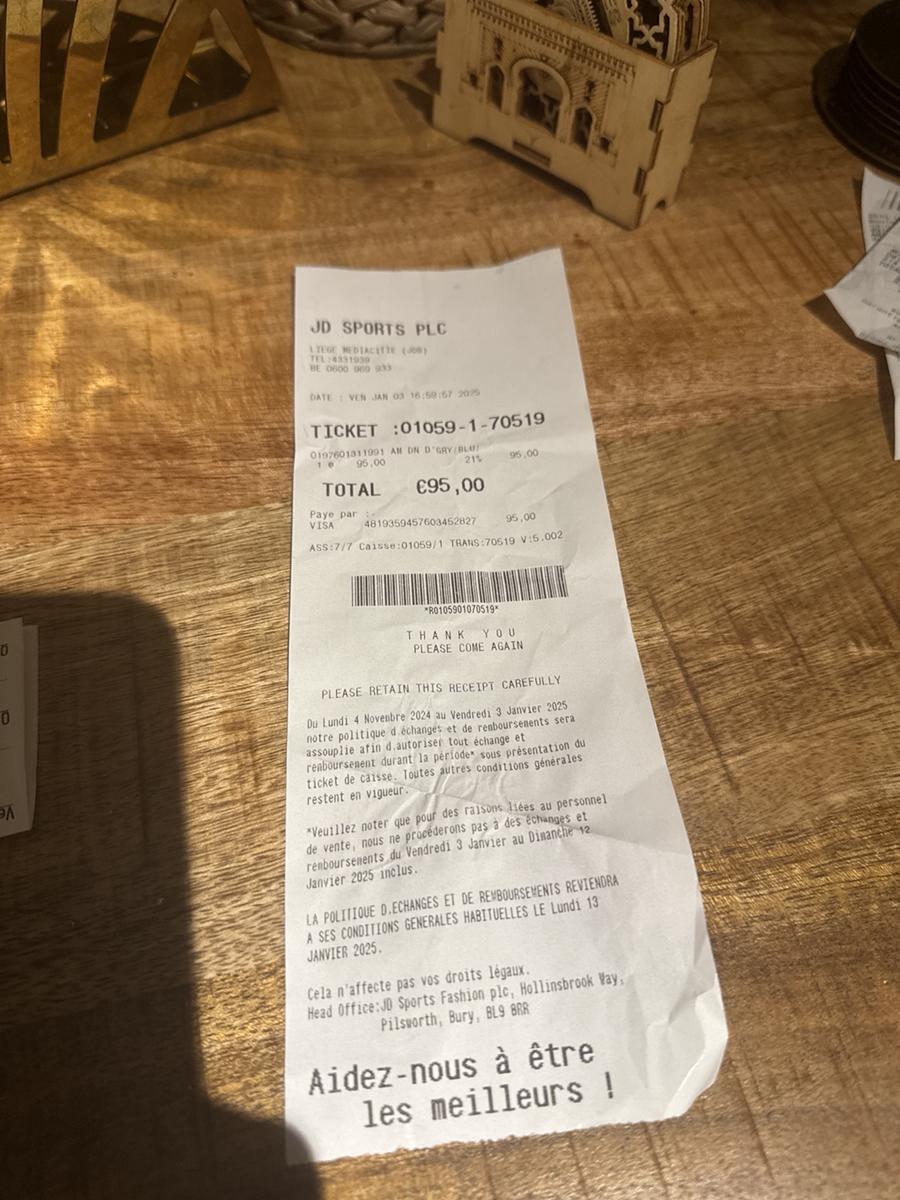 JD SPORTS PLC
LIEGE MEDIACITIE (JDB)
TEL:4331939
BE 0600 969 933
DATE : VEN JAN 03 16:59:57 2025
TICKET :01059-1-70519
0197601311991 AM DN D'GRY/BLU/
1 @ 95,00 21% 95,00
TOTAL €95,00
Paye par :-
VISA 4819359457603452827 95,00
ASS:7/7 Caisse:01059/1 TRANS:70519 V:5.002
*R0105901070519*
THANK YOU
PLEASE COME AGAIN
PLEASE RETAIN THIS RECEIPT CAREFULLY
Du Lundi 4 Novembre 2024 au Vendredi 3 Janvier 2025
notre politique d.échanges et de remboursements sera
assouplie afin d.autoriser tout échange et
remboursement durant la période* sous présentation du
ticket de caisse. Toutes autres conditions générales
restent en vigueur.
*Veuillez noter que pour des raisons liées au personnel
de vente, nous ne procéderons pas à des échanges et
remboursements du Vendredi 3 Janvier au Dimanche 12
Janvier 2025 inclus.
LA POLITIQUE D.ECHANGES ET DE REMBOURSEMENTS REVIENDRA
A SES CONDITIONS GENERALES HABITUELLES LE Lundi 13
JANVIER 2025.
Cela n'affecte pas vos droits légaux.
Head Office:JD Sports Fashion plc, Hollinsbrook Way,
Pilsworth, Bury, BL9 8RR
Aidez-nous à être
les meilleurs !